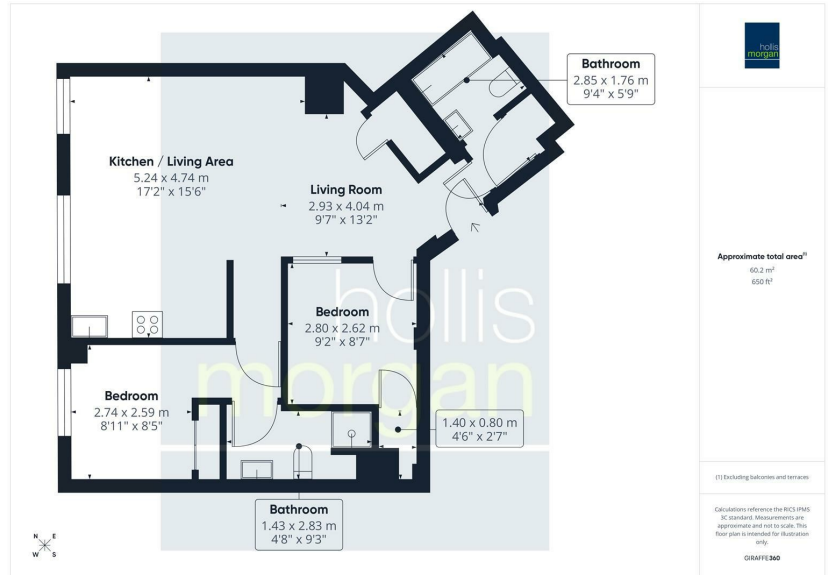 Kitchen / Living Area
5.24 x 4.74 m
17'2" x 15'6"
Living Room
2.93 x 4.04 m
9'7" x 13'2"
Bathroom
2.85 x 1.76 m
9'4" x 5'9"
Bedroom
2.80 x 2.62 m
9'2" x 8'7"
Bedroom
2.74 x 2.59 m
8'11" x 8'5"
1.40 x 0.80 m
4'6" x 2'7"
Bathroom
1.43 x 2.83 m
4'8" x 9'3"
hollis
morgan
N
E
W
S
hollis
morgan
Approximate total area(1)
60.2 m²
650 ft²
(1) Excluding balconies and terraces
Calculations reference the RICS IPMS
3C standard. Measurements are
approximate and not to scale. This
floor plan is intended for illustration
only.
GIRAFFE360